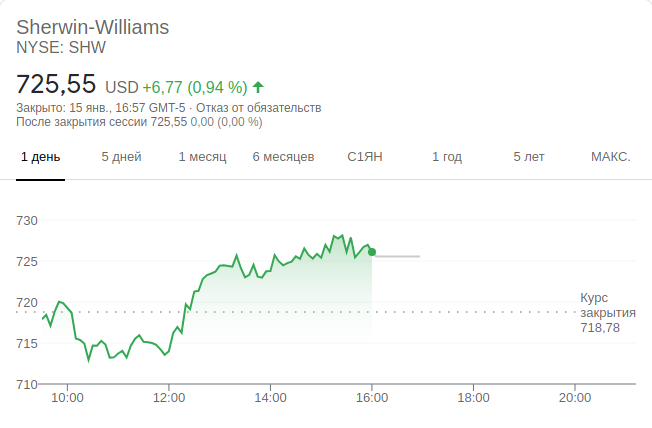 Sherwin-Williams
NYSE: SHW
725,55 USD +6,77 (0,94 %)
Закрыто: 15 янв., 16:57 GMT-5 · Отказ от обязательств
После закрытия сессии 725,55 0,00 (0,00 %)
1 день 5 дней 1 месяц 6 месяцев С1ЯН 1 год 5 лет МАКС.
730
725
720
Курс
закрытия
718,78
715
710
10:00 12:00 14:00 16:00 18:00 20:00